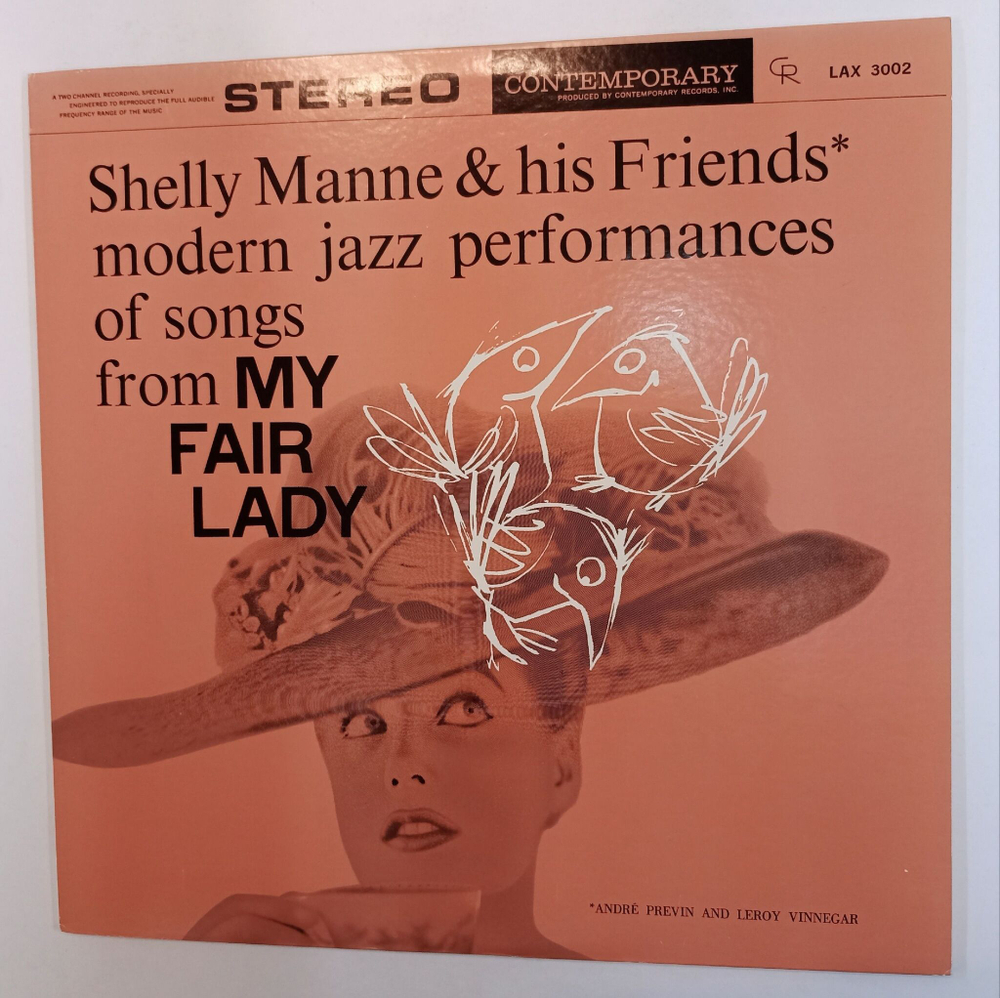 A TWO CHANNEL RECORDING, SPECIALLY
ENGINEERED TO REPRODUCE THE FULL AUDIBLE
FREQUENCY RANGE OF THE MUSIC
STEREO
CONTEMPORARY
PRODUCED BY CONTEMPORARY RECORDS, INC.
CR
LAX 3002
Shelly Manne & his Friends*
modern jazz performances
of songs
from MY
FAIR
LADY
*ANDRÉ PREVIN AND LEROY VINNEGAR